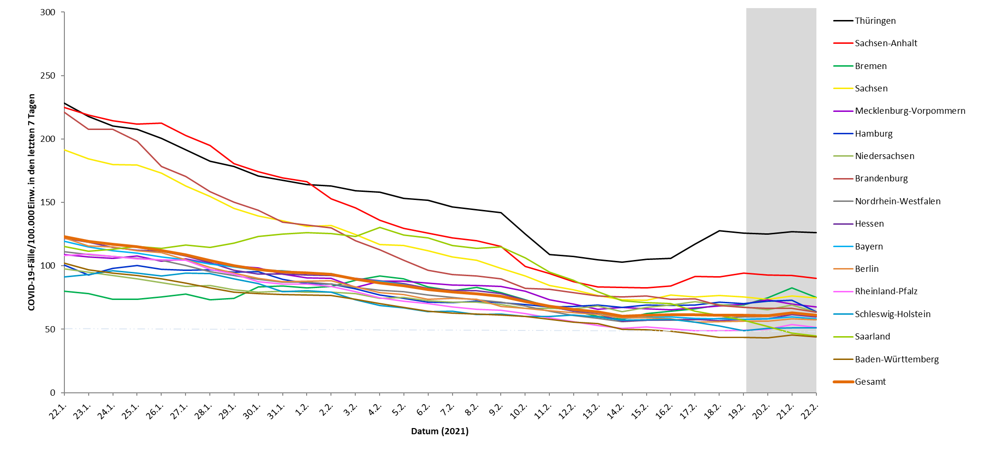 COVID-19-Fälle/100.000 Einw. in den letzten 7 Tagen
300
250
200
150
100
50
0
22.1. 23.1. 24.1. 25.1. 26.1. 27.1. 28.1. 29.1. 30.1. 31.1. 1.2. 2.2. 3.2. 4.2. 5.2. 6.2. 7.2. 8.2. 9.2. 10.2. 11.2. 12.2. 13.2. 14.2. 15.2. 16.2. 17.2. 18.2. 19.2. 20.2. 21.2. 22.2.
Datum (2021)
Thüringen
Sachsen-Anhalt
Bremen
Sachsen
Mecklenburg-Vorpommern
Hamburg
Niedersachsen
Brandenburg
Nordrhein-Westfalen
Hessen
Bayern
Berlin
Rheinland-Pfalz
Schleswig-Holstein
Saarland
Baden-Württemberg
Gesamt